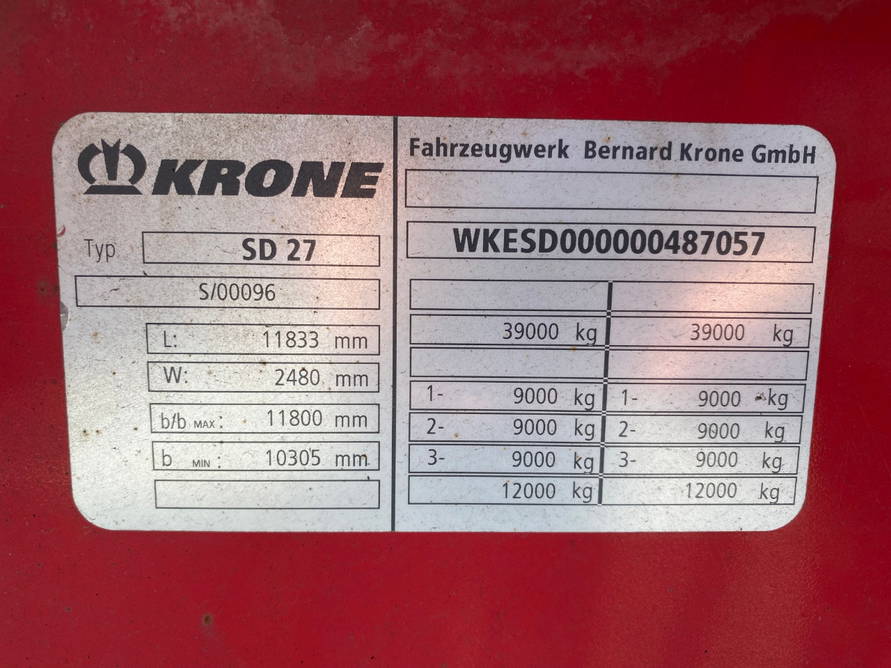 KRONE
Typ SD 27
S/00096
L: 11833 mm
W: 2480 mm
b/b MAX: 11800 mm
b MIN: 10305 mm
Fahrzeugwerk Bernard Krone GmbH
WKESD000000487057
39000 kg 39000 kg
1- 9000 kg 1- 9000 kg
2- 9000 kg 2- 9000 kg
3- 9000 kg 3- 9000 kg
12000 kg 12000 kg